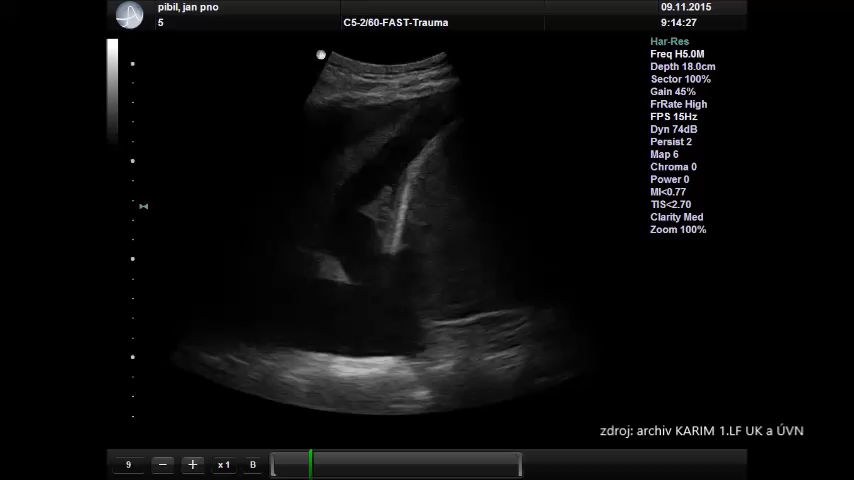 pibil, jan pno
09.11.2015
5
C5-2/60-FAST-Trauma
9:14:27
Har-Res
Freq H5.0M
Depth 18.0cm
Sector 100%
Gain 45%
FrRate High
FPS 15Hz
Dyn 74dB
Persist 2
Map 6
Chroma 0
Power 0
MI<0.77
TIS<2.70
Clarity Med
Zoom 100%
zdroj: archiv KARIM 1.LF UK a ÚVN
9
x 1
B